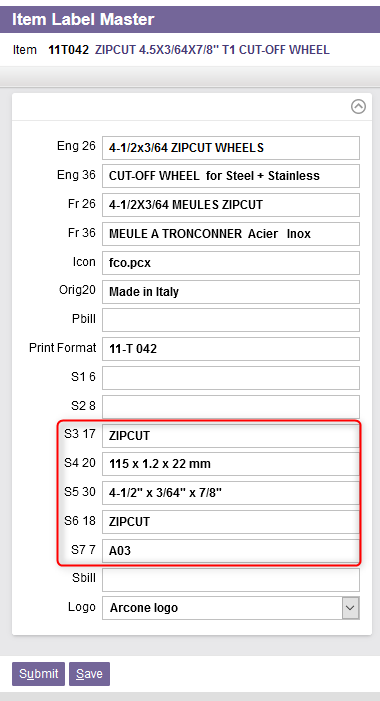 Item Label Master
Item 11T042 ZIPCUT 4.5X3/64X7/8" T1 CUT-OFF WHEEL
Eng 26 4-1/2x3/64 ZIPCUT WHEELS
Eng 36 CUT-OFF WHEEL for Steel + Stainless
Fr 26 4-1/2X3/64 MEULES ZIPCUT
Fr 36 MEULE A TRONCONNER Acier Inox
Icon fco.pcx
Orig20 Made in Italy
Pbill
Print Format 11-T 042
S1 6
S2 8
S3 17 ZIPCUT
S4 20 115 x 1.2 x 22 mm
S5 30 4-1/2" x 3/64" x 7/8"
S6 18 ZIPCUT
S7 7 A03
Sbill
Logo Arcone logo
Submit Save